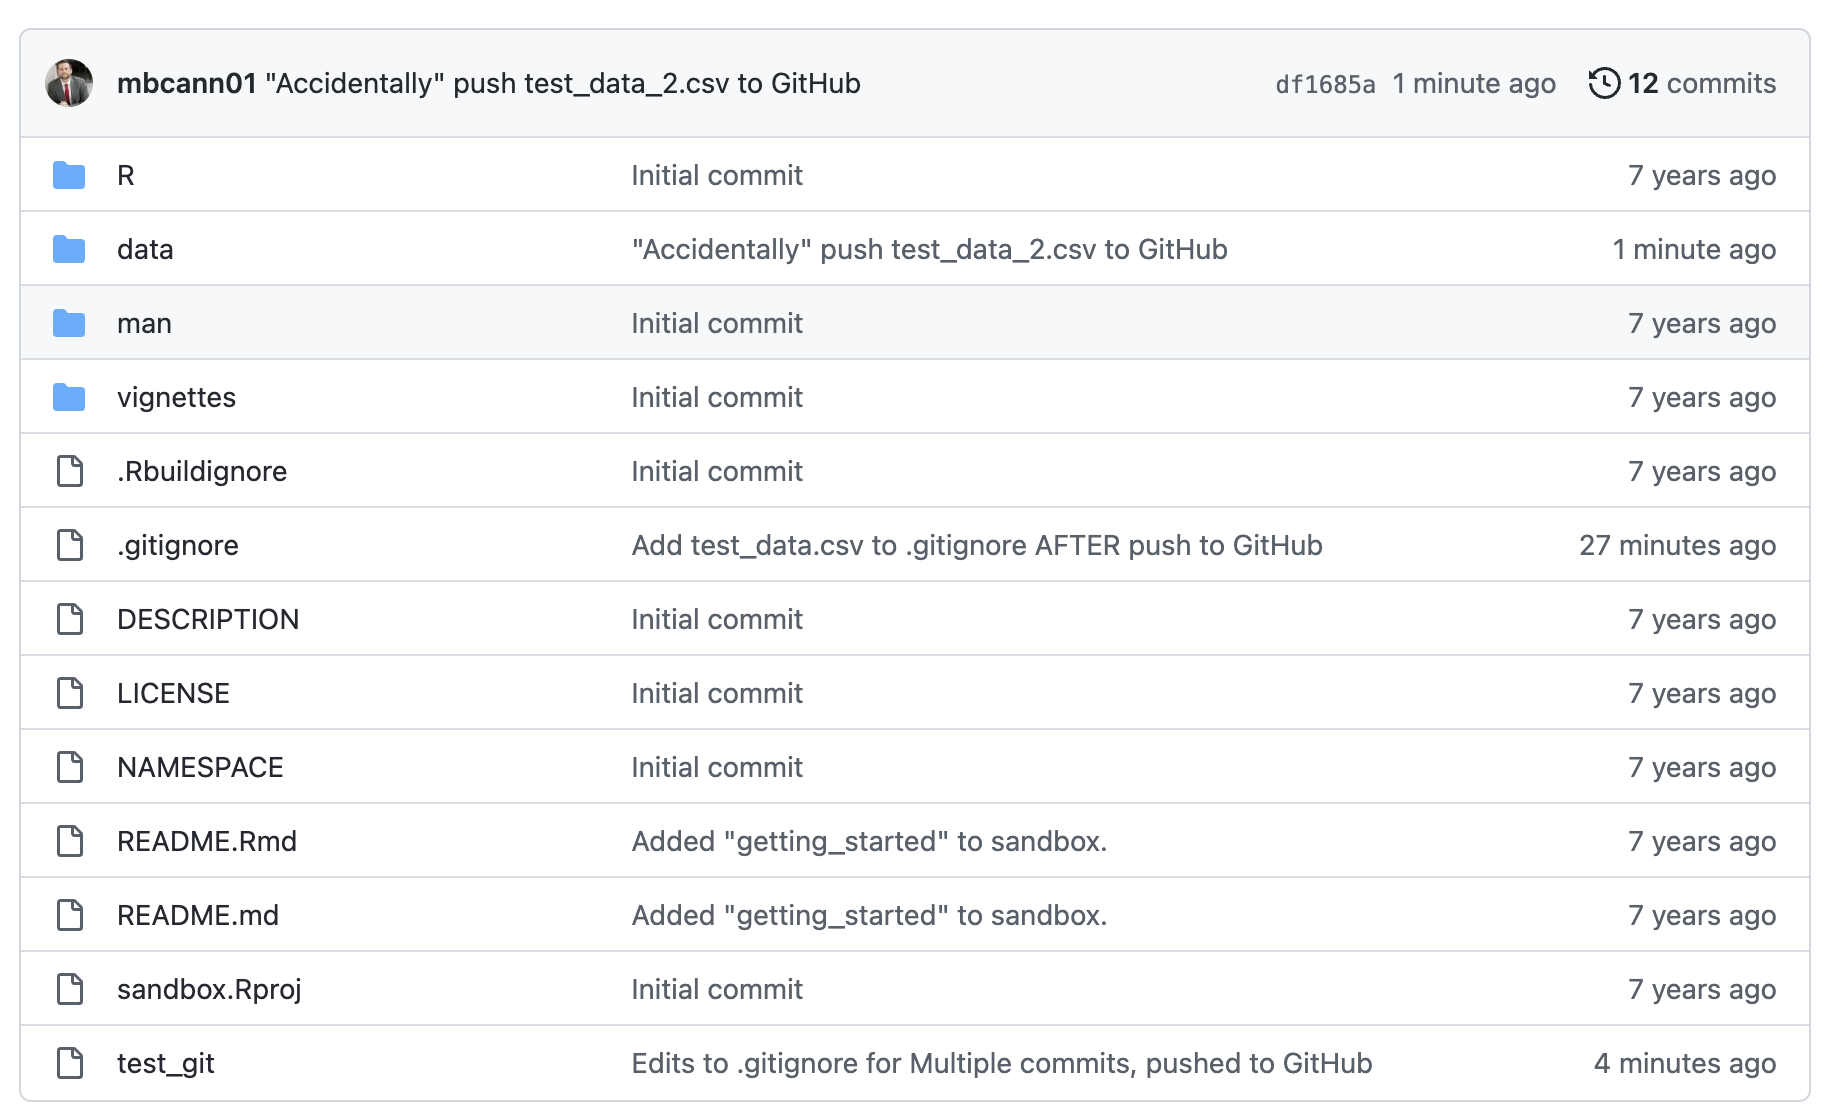 mbcann01 "Accidentally" push test_data_2.csv to GitHub df1685a 1 minute ago 12 commits
R Initial commit 7 years ago
data "Accidentally" push test_data_2.csv to GitHub 1 minute ago
man Initial commit 7 years ago
vignettes Initial commit 7 years ago
.Rbuildignore Initial commit 7 years ago
.gitignore Add test_data.csv to .gitignore AFTER push to GitHub 27 minutes ago
DESCRIPTION Initial commit 7 years ago
LICENSE Initial commit 7 years ago
NAMESPACE Initial commit 7 years ago
README.Rmd Added "getting_started" to sandbox. 7 years ago
README.md Added "getting_started" to sandbox. 7 years ago
sandbox.Rproj Initial commit 7 years ago
test_git Edits to .gitignore for Multiple commits, pushed to GitHub 4 minutes ago